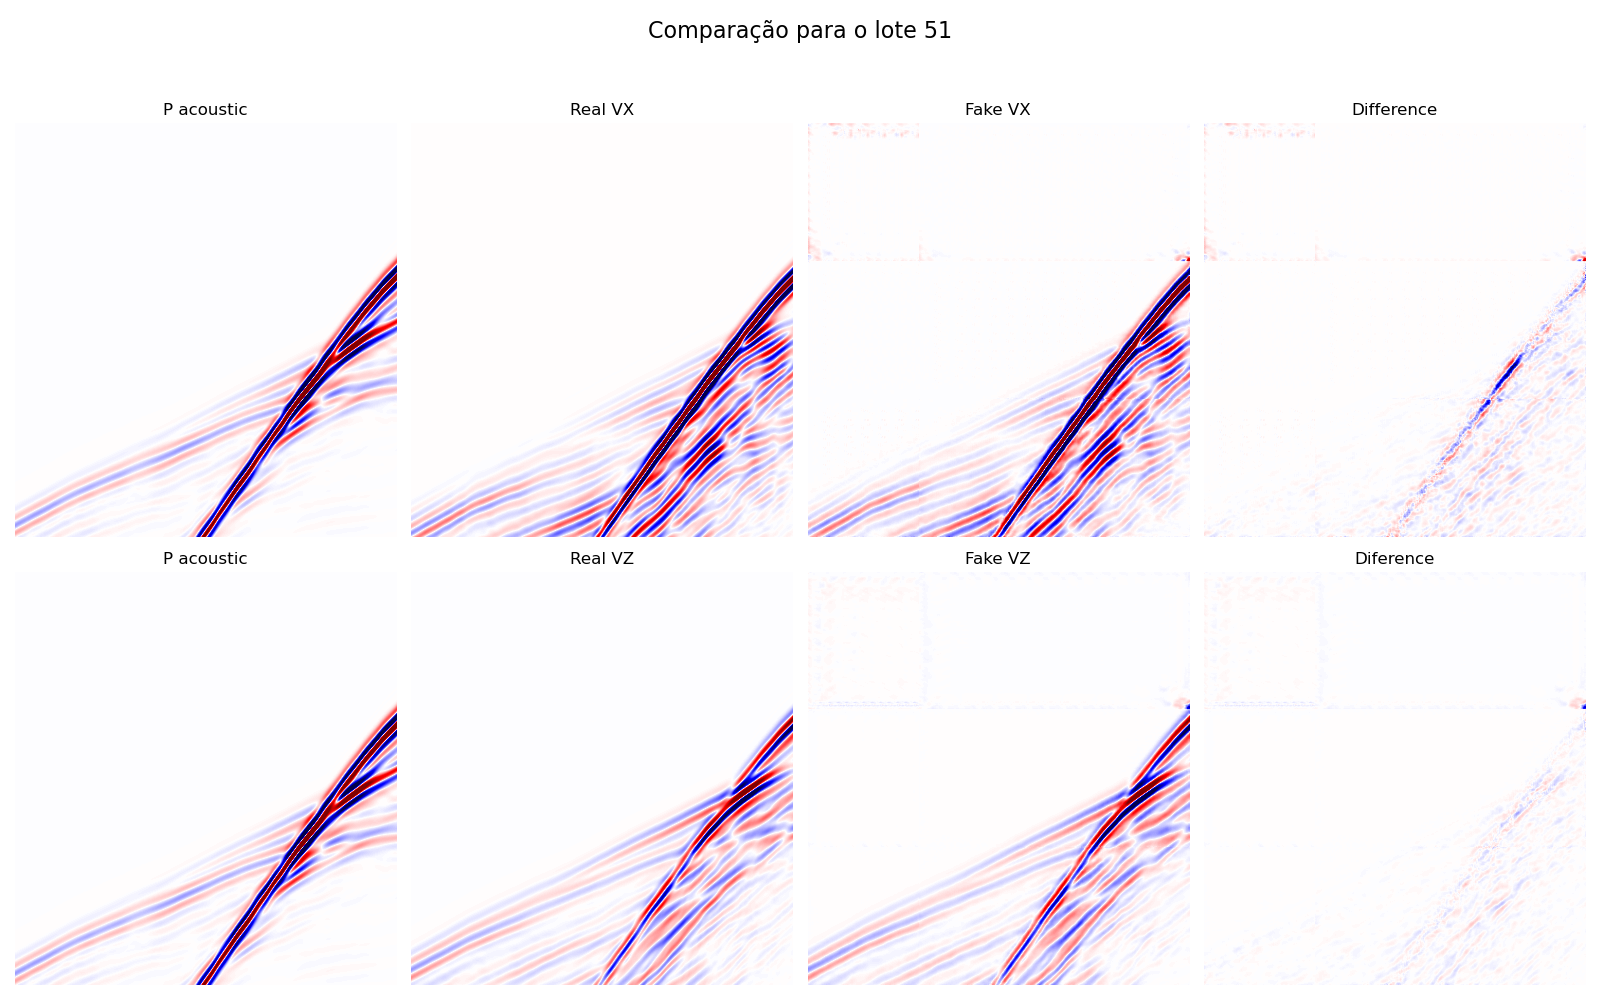 Comparação para o lote 51
P acoustic
Real VX
Fake VX
Difference
P acoustic
Real VZ
Fake VZ
Diference